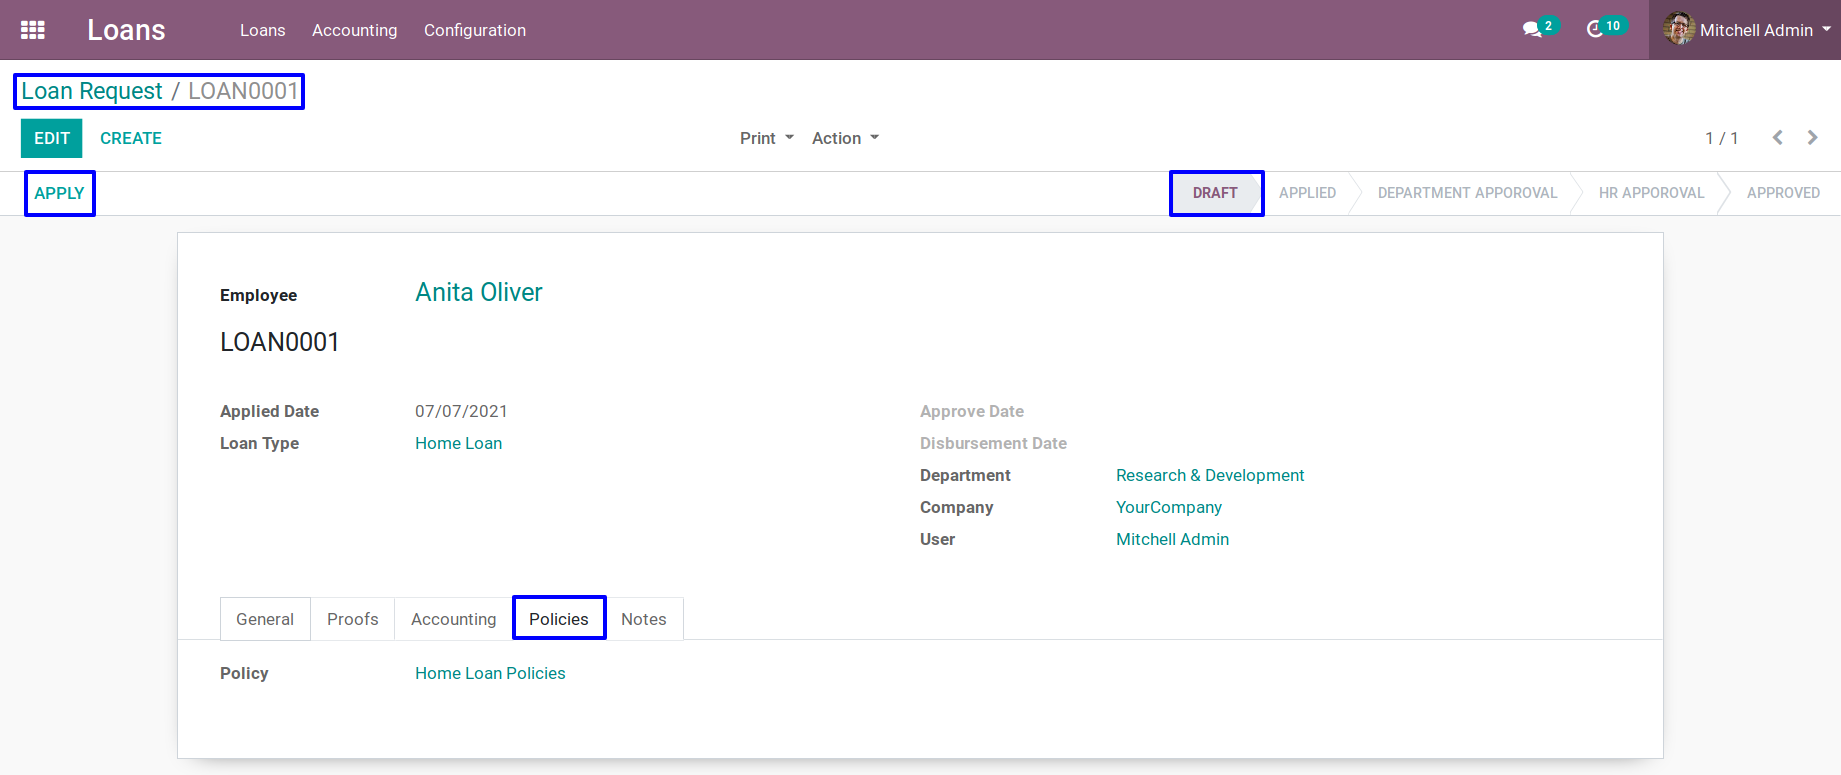 Loans Loans Accounting Configuration 2 10 Mitchell Admin
Loan Request / LOAN0001
EDIT CREATE Print Action 1 / 1
APPLY DRAFT APPLIED DEPARTMENT APPOROVAL HR APPOROVAL APPROVED
Employee Anita Oliver
LOAN0001
Applied Date 07/07/2021 Approve Date
Loan Type Home Loan Disbursement Date
Department Research & Development
Company YourCompany
User Mitchell Admin
General Proofs Accounting Policies Notes
Policy Home Loan Policies